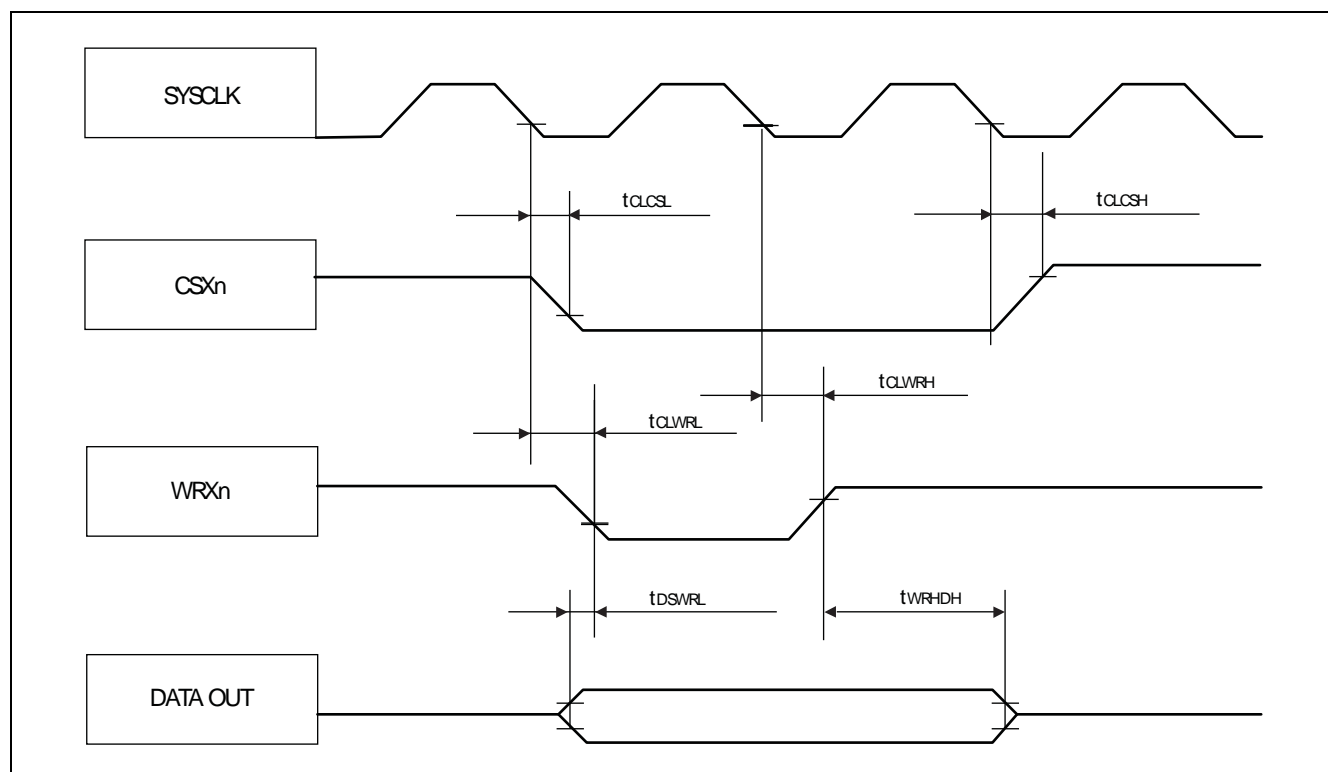 SYSCLK
tCLCSL
tCLCSH
CSXn
tCLWRH
tCLWRL
WRXn
tDSWRL
tWRHDH
DATA OUT